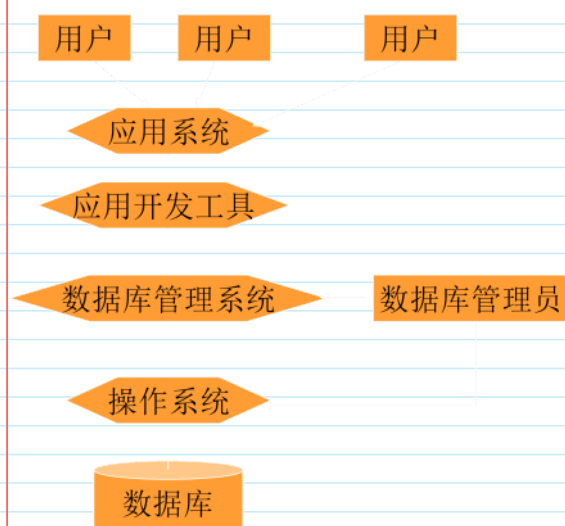 用户 用户 用户
应用系统
应用开发工具
数据库管理系统 数据库管理员
操作系统
数据库